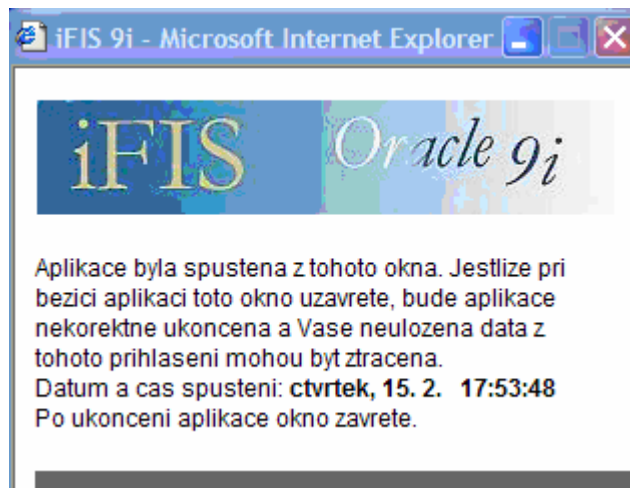 iFIS 9i - Microsoft Internet Explorer
iFIS Oracle 9i
Aplikace byla spustena z tohoto okna. Jestlize pri
bezici aplikaci toto okno uzavrete, bude aplikace
nekorektne ukoncena a Vase neulozena data z
tohoto prihlaseni mohou byt ztracena.
Datum a cas spusteni: ctvrtek, 15. 2. 17:53:48
Po ukonceni aplikace okno zavrete.